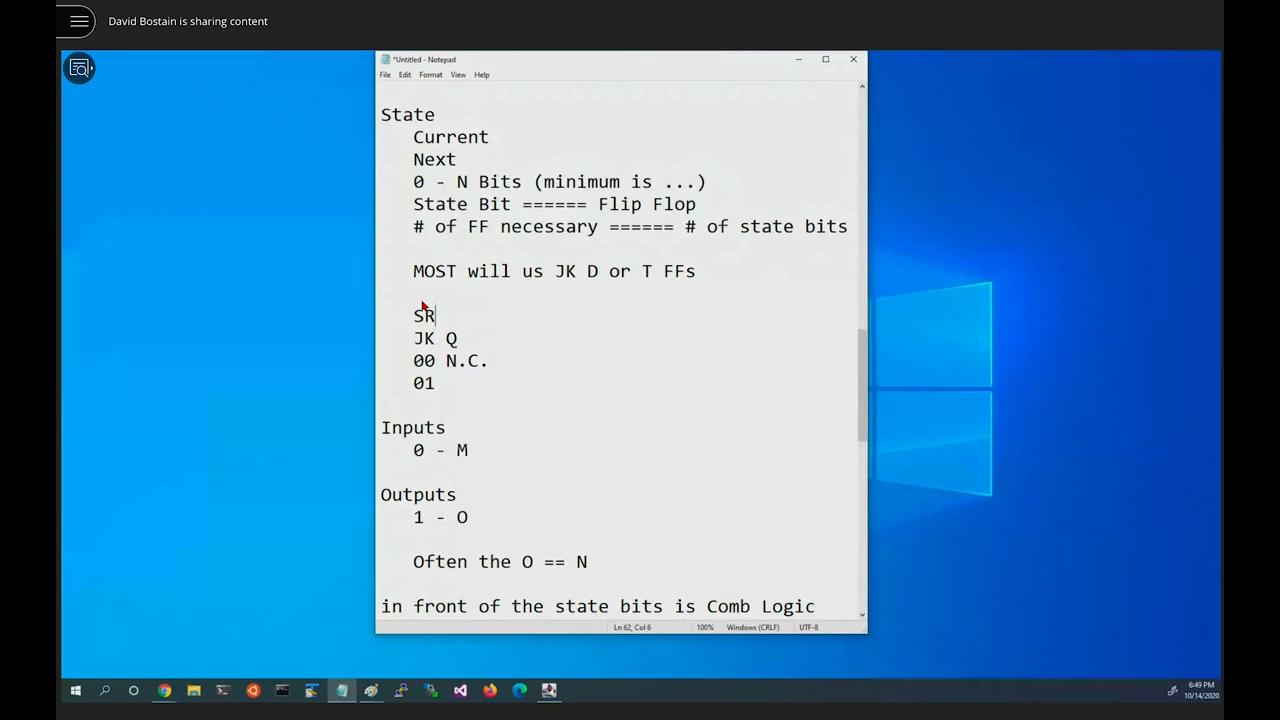 David Bostain is sharing content
*Untitled - Notepad
File Edit Format View Help
State
Current
Next
0 - N Bits (minimum is ...)
State Bit ====== Flip Flop
# of FF necessary ====== # of state bits
MOST will us JK D or T FFs
SR
JK Q
00 N.C.
01
Inputs
0 - M
Outputs
1 - O
Often the O == N
in front of the state bits is Comb Logic
Ln 62, Col 6 100% Windows (CRLF) UTF-8
6:49 PM
10/14/2020